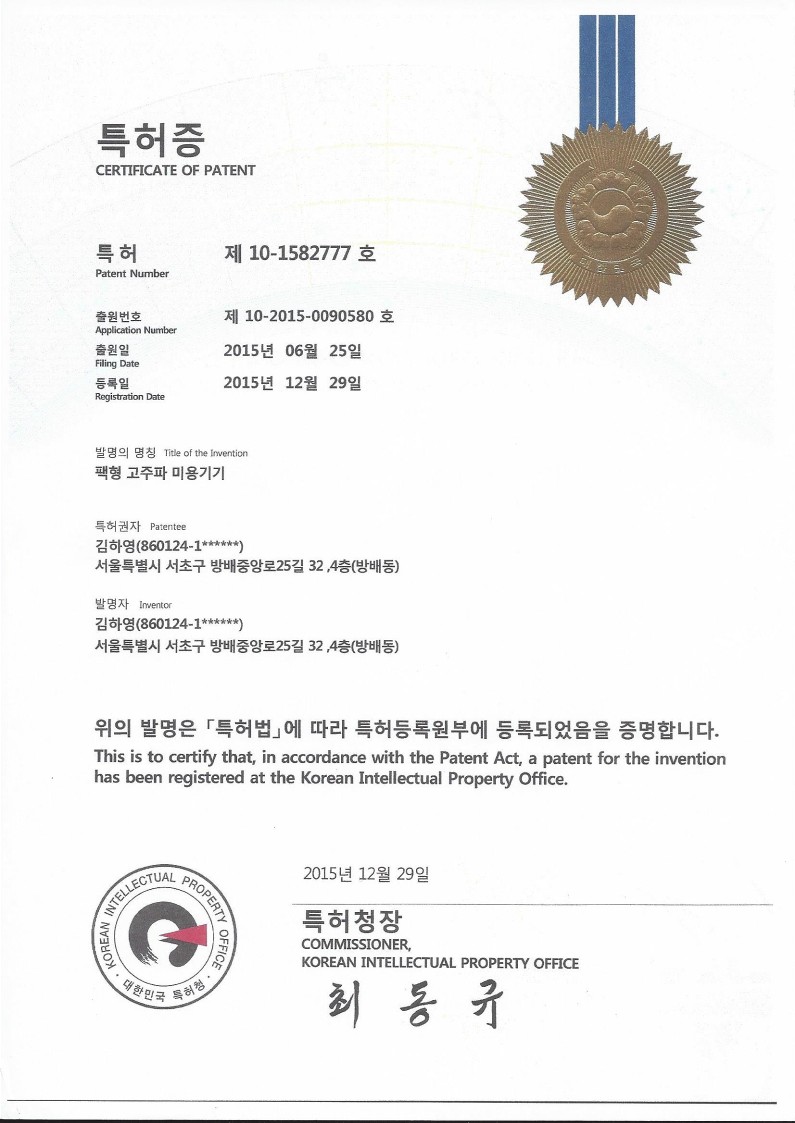 특허증
CERTIFICATE OF PATENT
특허 제 10-1582777 호
Patent Number
출원번호 제 10-2015-0090580 호
Application Number
출원일 2015년 06월 25일
Filing Date
등록일 2015년 12월 29일
Registration Date
발명의 명칭 Title of the Invention
팩형 고주파 미용기기
특허권자 Patentee
김하영(860124-1******)
서울특별시 서초구 방배중앙로25길 32 ,4층(방배동)
발명자 Inventor
김하영(860124-1******)
서울특별시 서초구 방배중앙로25길 32 ,4층(방배동)
위의 발명은 「특허법」에 따라 특허등록원부에 등록되었음을 증명합니다.
This is to certify that, in accordance with the Patent Act, a patent for the invention
has been registered at the Korean Intellectual Property Office.
2015년 12월 29일
특허청장
COMMISSIONER,
KOREAN INTELLECTUAL PROPERTY OFFICE
최동규
KOREAN INTELLECTUAL PROPERTY OFFICE
대한민국 특허청
대한민국